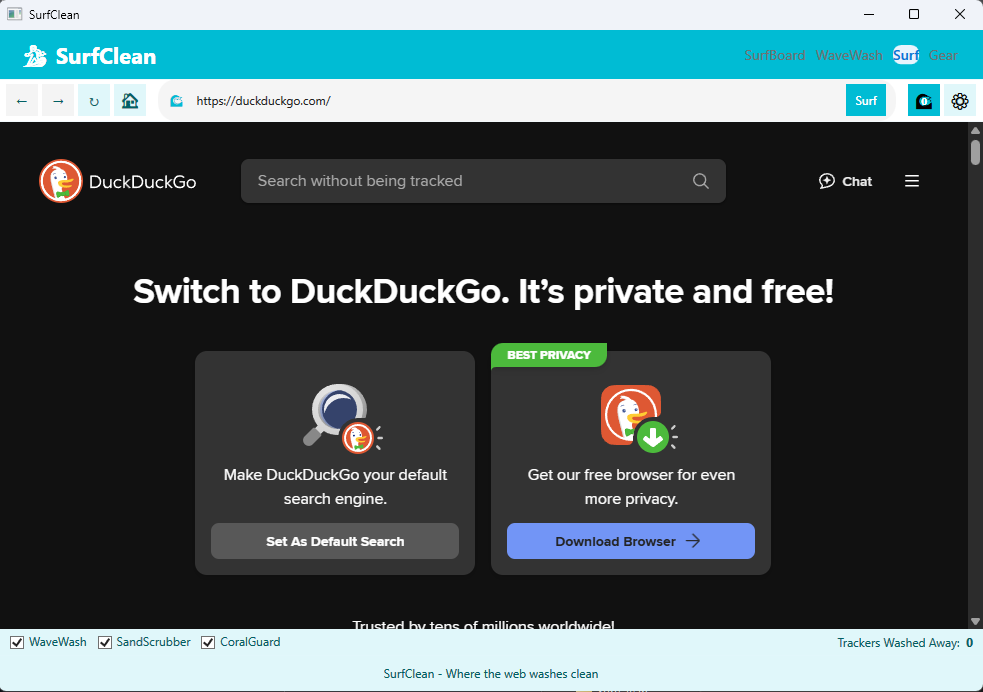 SurfClean
SurfClean
SurfBoard WaveWash Surf Gear
https://duckduckgo.com/ Surf 0
DuckDuckGo Search without being tracked Chat
Switch to DuckDuckGo. It's private and free!
BEST PRIVACY
Make DuckDuckGo your default
search engine.
Set As Default Search
Get our free browser for even
more privacy.
Download Browser
Trusted by tens of millions worldwide!
WaveWash SandScrubber CoralGuard Trackers Washed Away: 0
SurfClean - Where the web washes clean